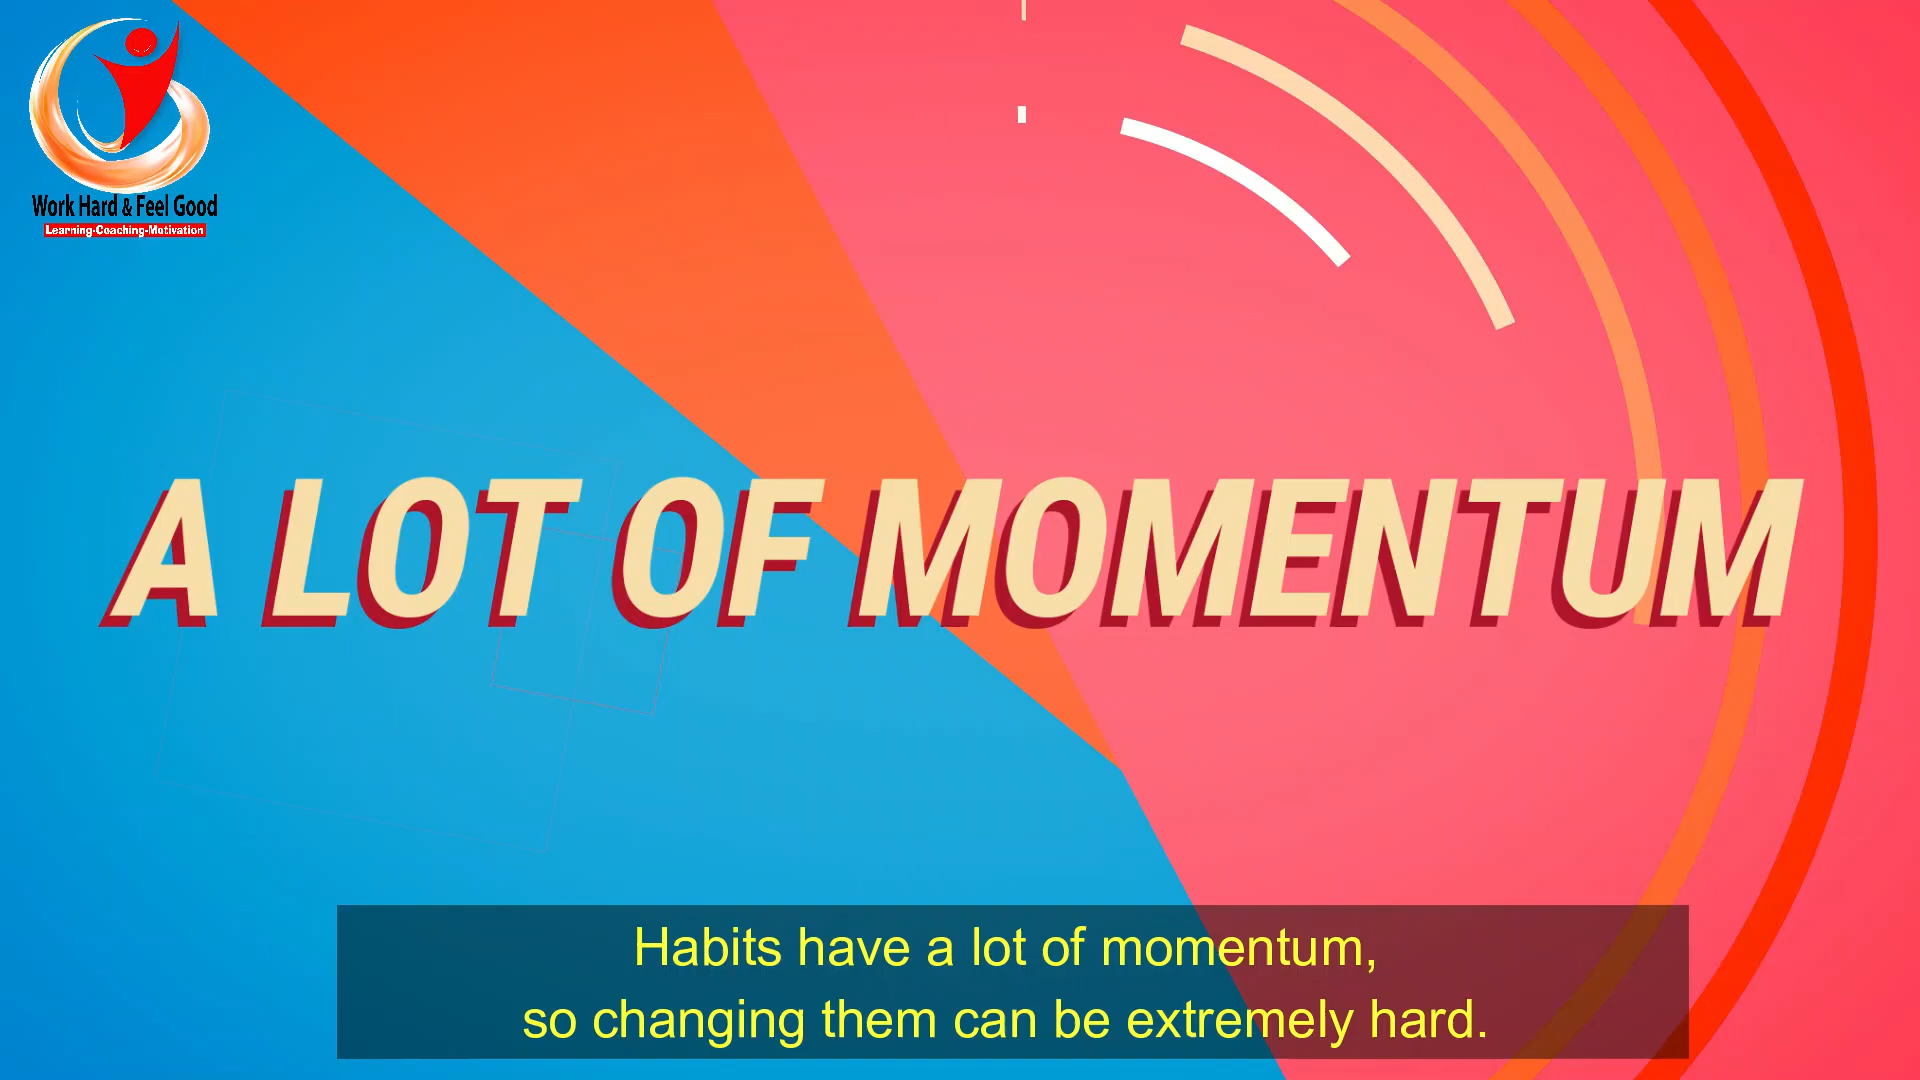 Work Hard & Feel Good
Learning-Coaching-Motivation
A LOT OF MOMENTUM
Habits have a lot of momentum,
so changing them can be extremely hard.